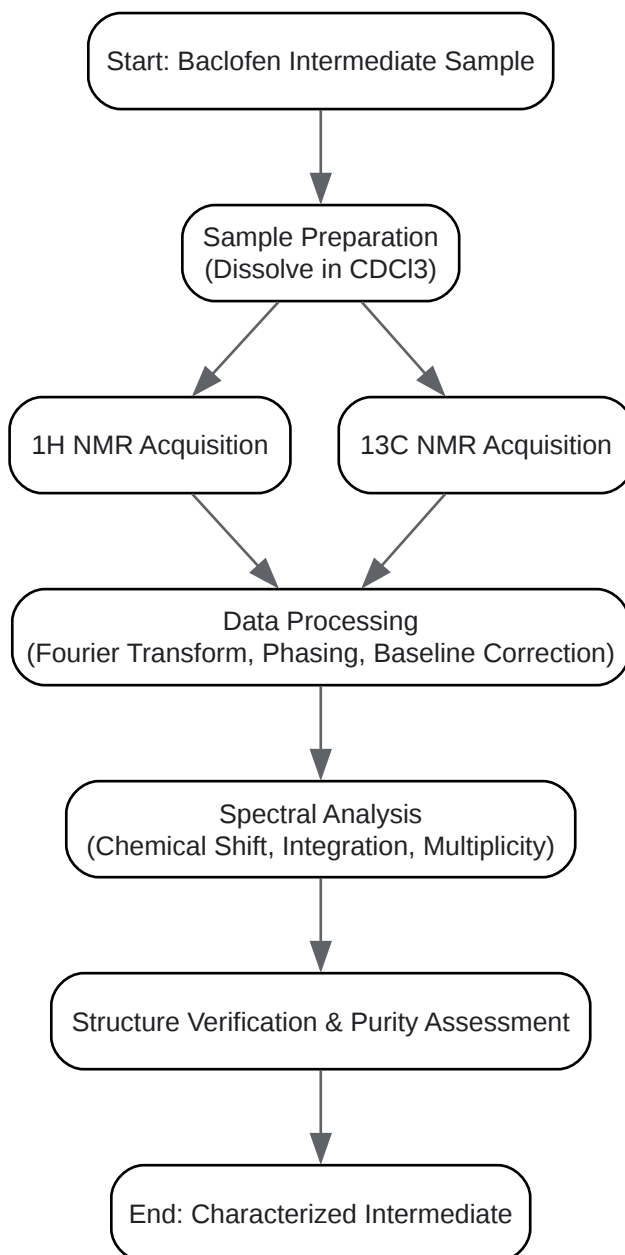 Start: Baclofen Intermediate Sample
Sample Preparation
(Dissolve in CDCl3)
1H NMR Acquisition
13C NMR Acquisition
Data Processing
(Fourier Transform, Phasing, Baseline Correction)
Spectral Analysis
(Chemical Shift, Integration, Multiplicity)
Structure Verification & Purity Assessment
End: Characterized Intermediate